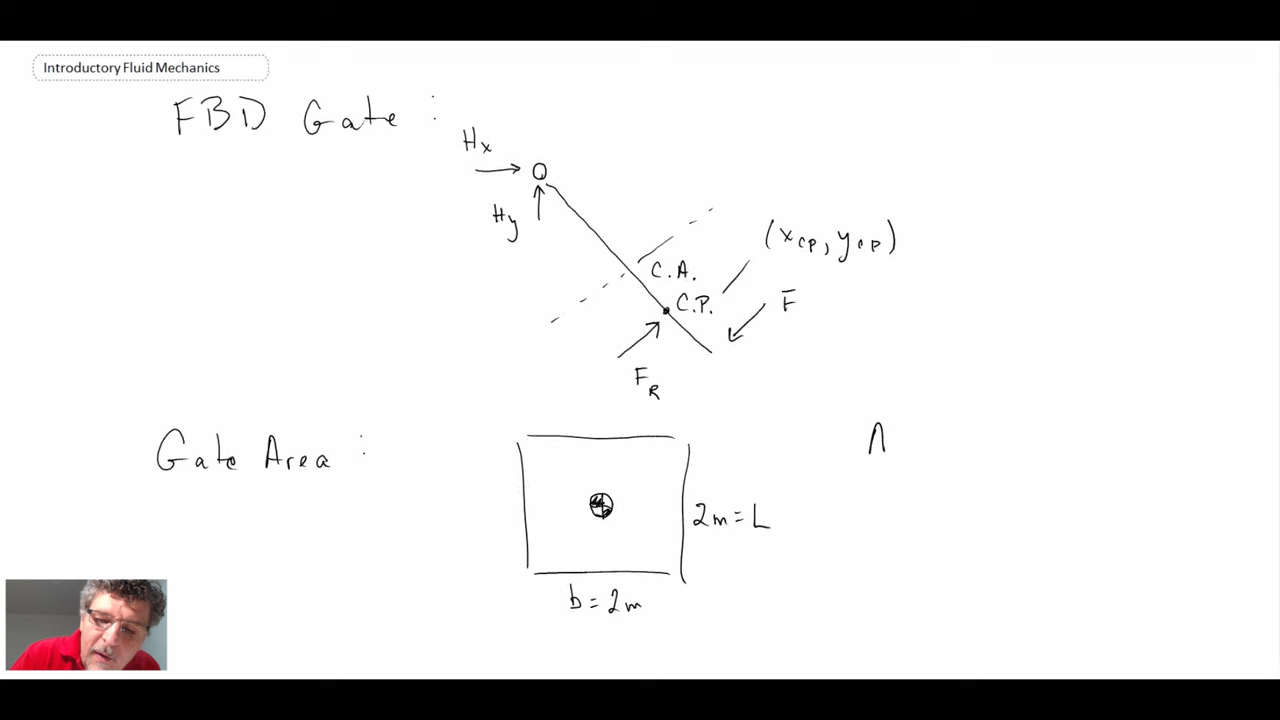 Introductory Fluid Mechanics
FBD Gate :
Hx
Hy
C.A.
(xCP, yCP)
C.P.
F
FR
Gate Area :
2m = L
b = 2m